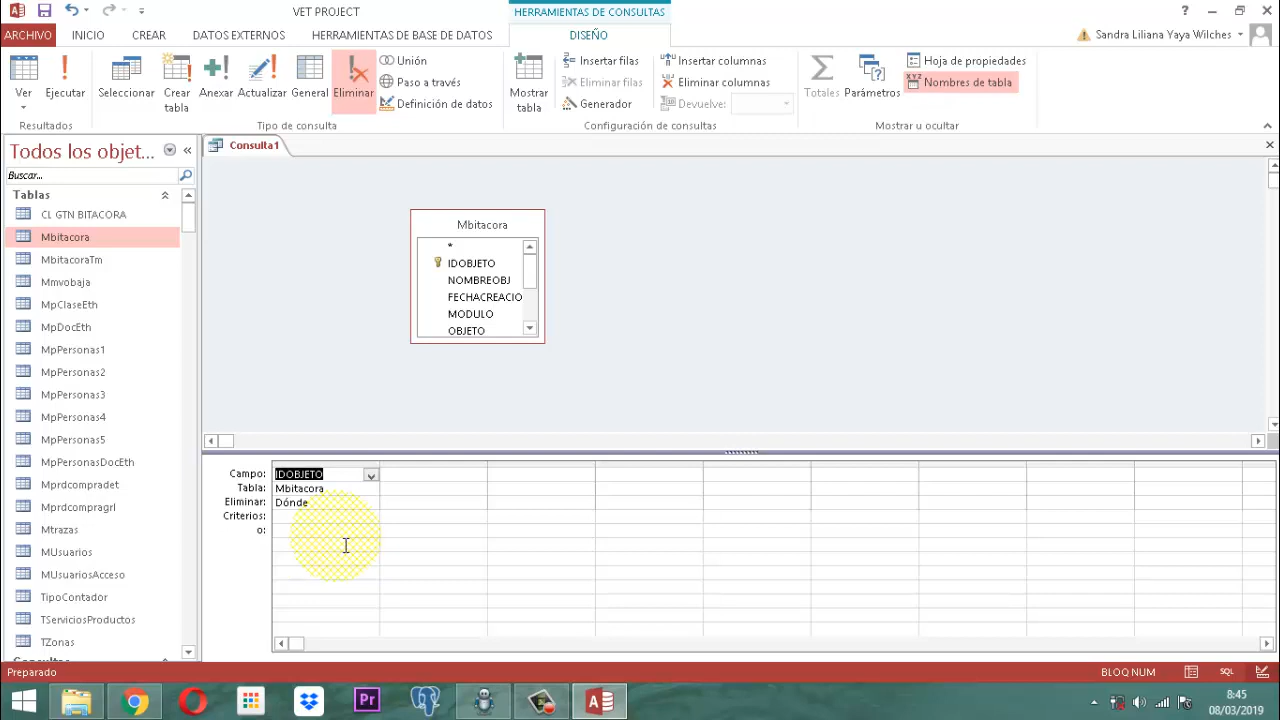 VET PROJECT
HERRAMIENTAS DE CONSULTAS
?
ARCHIVO
INICIO
CREAR
DATOS EXTERNOS
HERRAMIENTAS DE BASE DE DATOS
DISEÑO
Sandra Liliana Yaya Wilches
Ver
Ejecutar
Resultados
Seleccionar
Crear
tabla
Anexar
Actualizar
General
Eliminar
Unión
Paso a través
Definición de datos
Tipo de consulta
Mostrar
tabla
Insertar filas
Eliminar filas
Generador
Insertar columnas
Eliminar columnas
Devuelve:
Configuración de consultas
Totales
Parámetros
Hoja de propiedades
XYZ
Nombres de tabla
Mostrar u ocultar
Todos los objet...
Buscar...
Tablas
CL GTN BITACORA
Mbitacora
MbitacoraTm
Mmvobaja
MpClaseEth
MpDocEth
MpPersonas1
MpPersonas2
MpPersonas3
MpPersonas4
MpPersonas5
MpPersonasDocEth
Mprdcompradet
Mprdcompragrl
Mtrazas
MUsuarios
MUsuariosAcceso
TipoContador
TServiciosProductos
TZonas
Consulta1
Mbitacora
*
IDOBJETO
NOMBREOBJ
FECHACREACIO
MODULO
OBJETO
Campo: IDOBJETO
Tabla: Mbitacora
Eliminar: Dónde
Criterios:
o:
Preparado
BLOQ NUM
SQL
Pr
8:45
08/03/2019